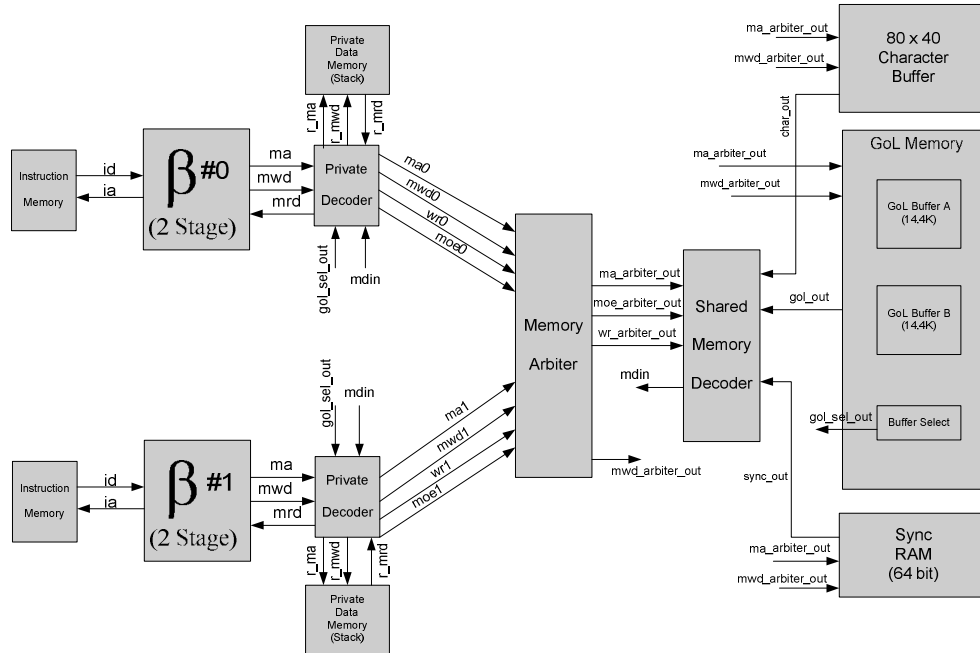 Private
Data
Memory
(Stack)
r_ma
r_mwd
r_mrd
Instruction
Memory
id
ia
β #0
(2 Stage)
ma
mwd
mrd
Private
Decoder
gol_sel_out
mdin
ma0
mwd0
wr0
moe0
Memory
Arbiter
ma_arbiter_out
moe_arbiter_out
wr_arbiter_out
mdin
mwd_arbiter_out
Shared
Memory
Decoder
char_out
gol_out
sync_out
ma_arbiter_out
mwd_arbiter_out
80 x 40
Character
Buffer
ma_arbiter_out
mwd_arbiter_out
GoL Memory
GoL Buffer A
(14.4K)
GoL Buffer B
(14.4K)
gol_sel_out
Buffer Select
ma_arbiter_out
mwd_arbiter_out
Sync
RAM
(64 bit)
gol_sel_out
mdin
ma1
mwd1
wr1
moe1
Instruction
Memory
id
ia
β #1
(2 Stage)
ma
mwd
mrd
Private
Decoder
r_ma
r_mwd
r_mrd
Private
Data
Memory
(Stack)